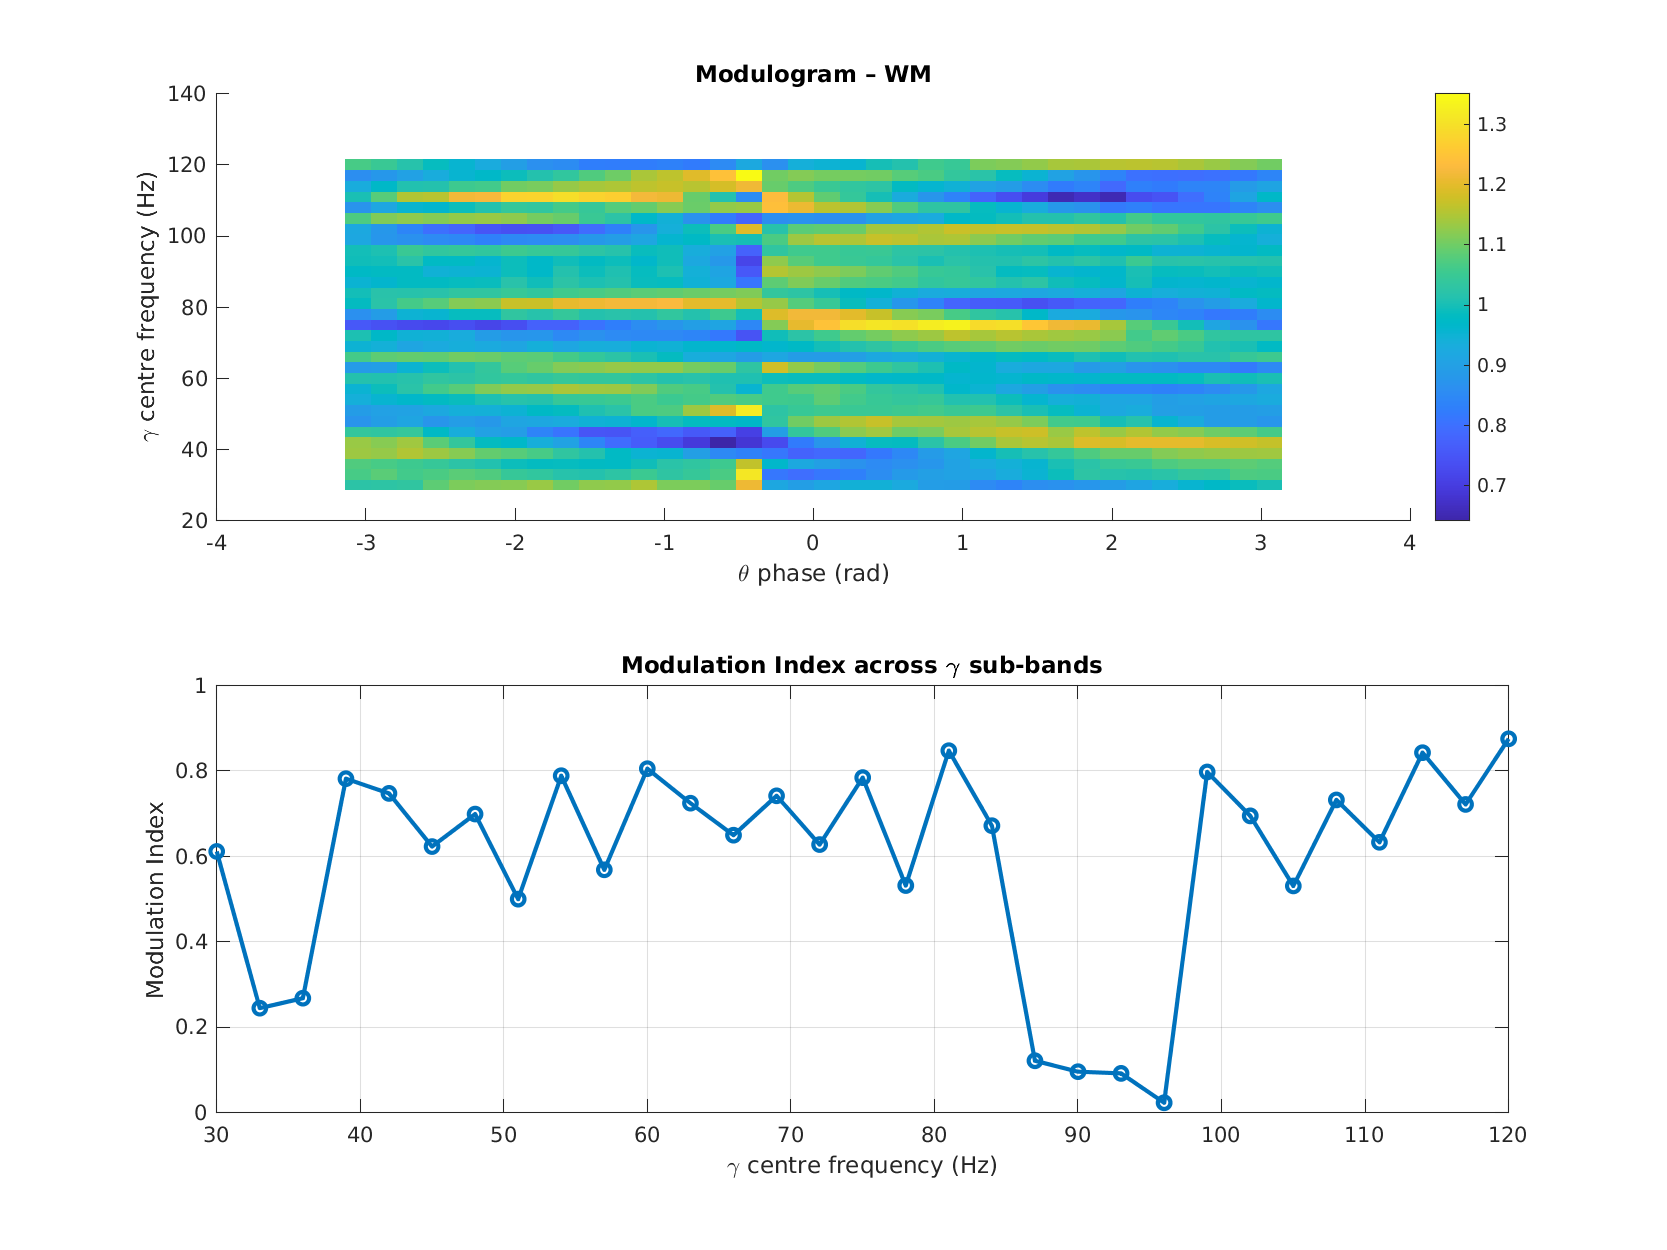 Modulogram – WM
140
120
100
80
60
40
20
γ centre frequency (Hz)
-4 -3 -2 -1 0 1 2 3 4
θ phase (rad)
1.3
1.2
1.1
1
0.9
0.8
0.7
Modulation Index across γ sub-bands
1
0.8
0.6
0.4
0.2
0
Modulation Index
30 40 50 60 70 80 90 100 110 120
γ centre frequency (Hz)